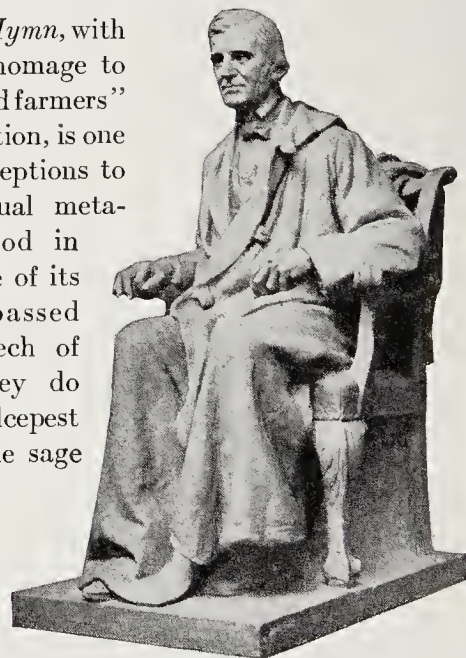 Hymn, with
homage to
d farmers"
tion, is one
ceptions to
ual meta-
od in
e of its
passed
ech of
ey do
lcepest
e sage